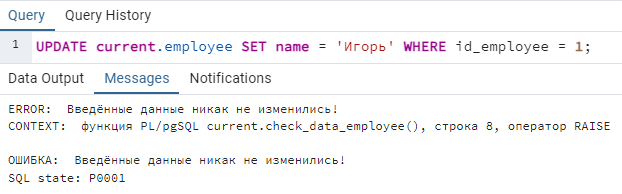 Query Query History
1 UPDATE current.employee SET name = 'Игорь' WHERE id_employee = 1;
Data Output Messages Notifications
ERROR:  Введённые данные никак не изменились!
CONTEXT:  функция PL/pgSQL current.check_data_employee(), строка 8, оператор RAISE
ОШИБКА:  Введённые данные никак не изменились!
SQL state: P0001